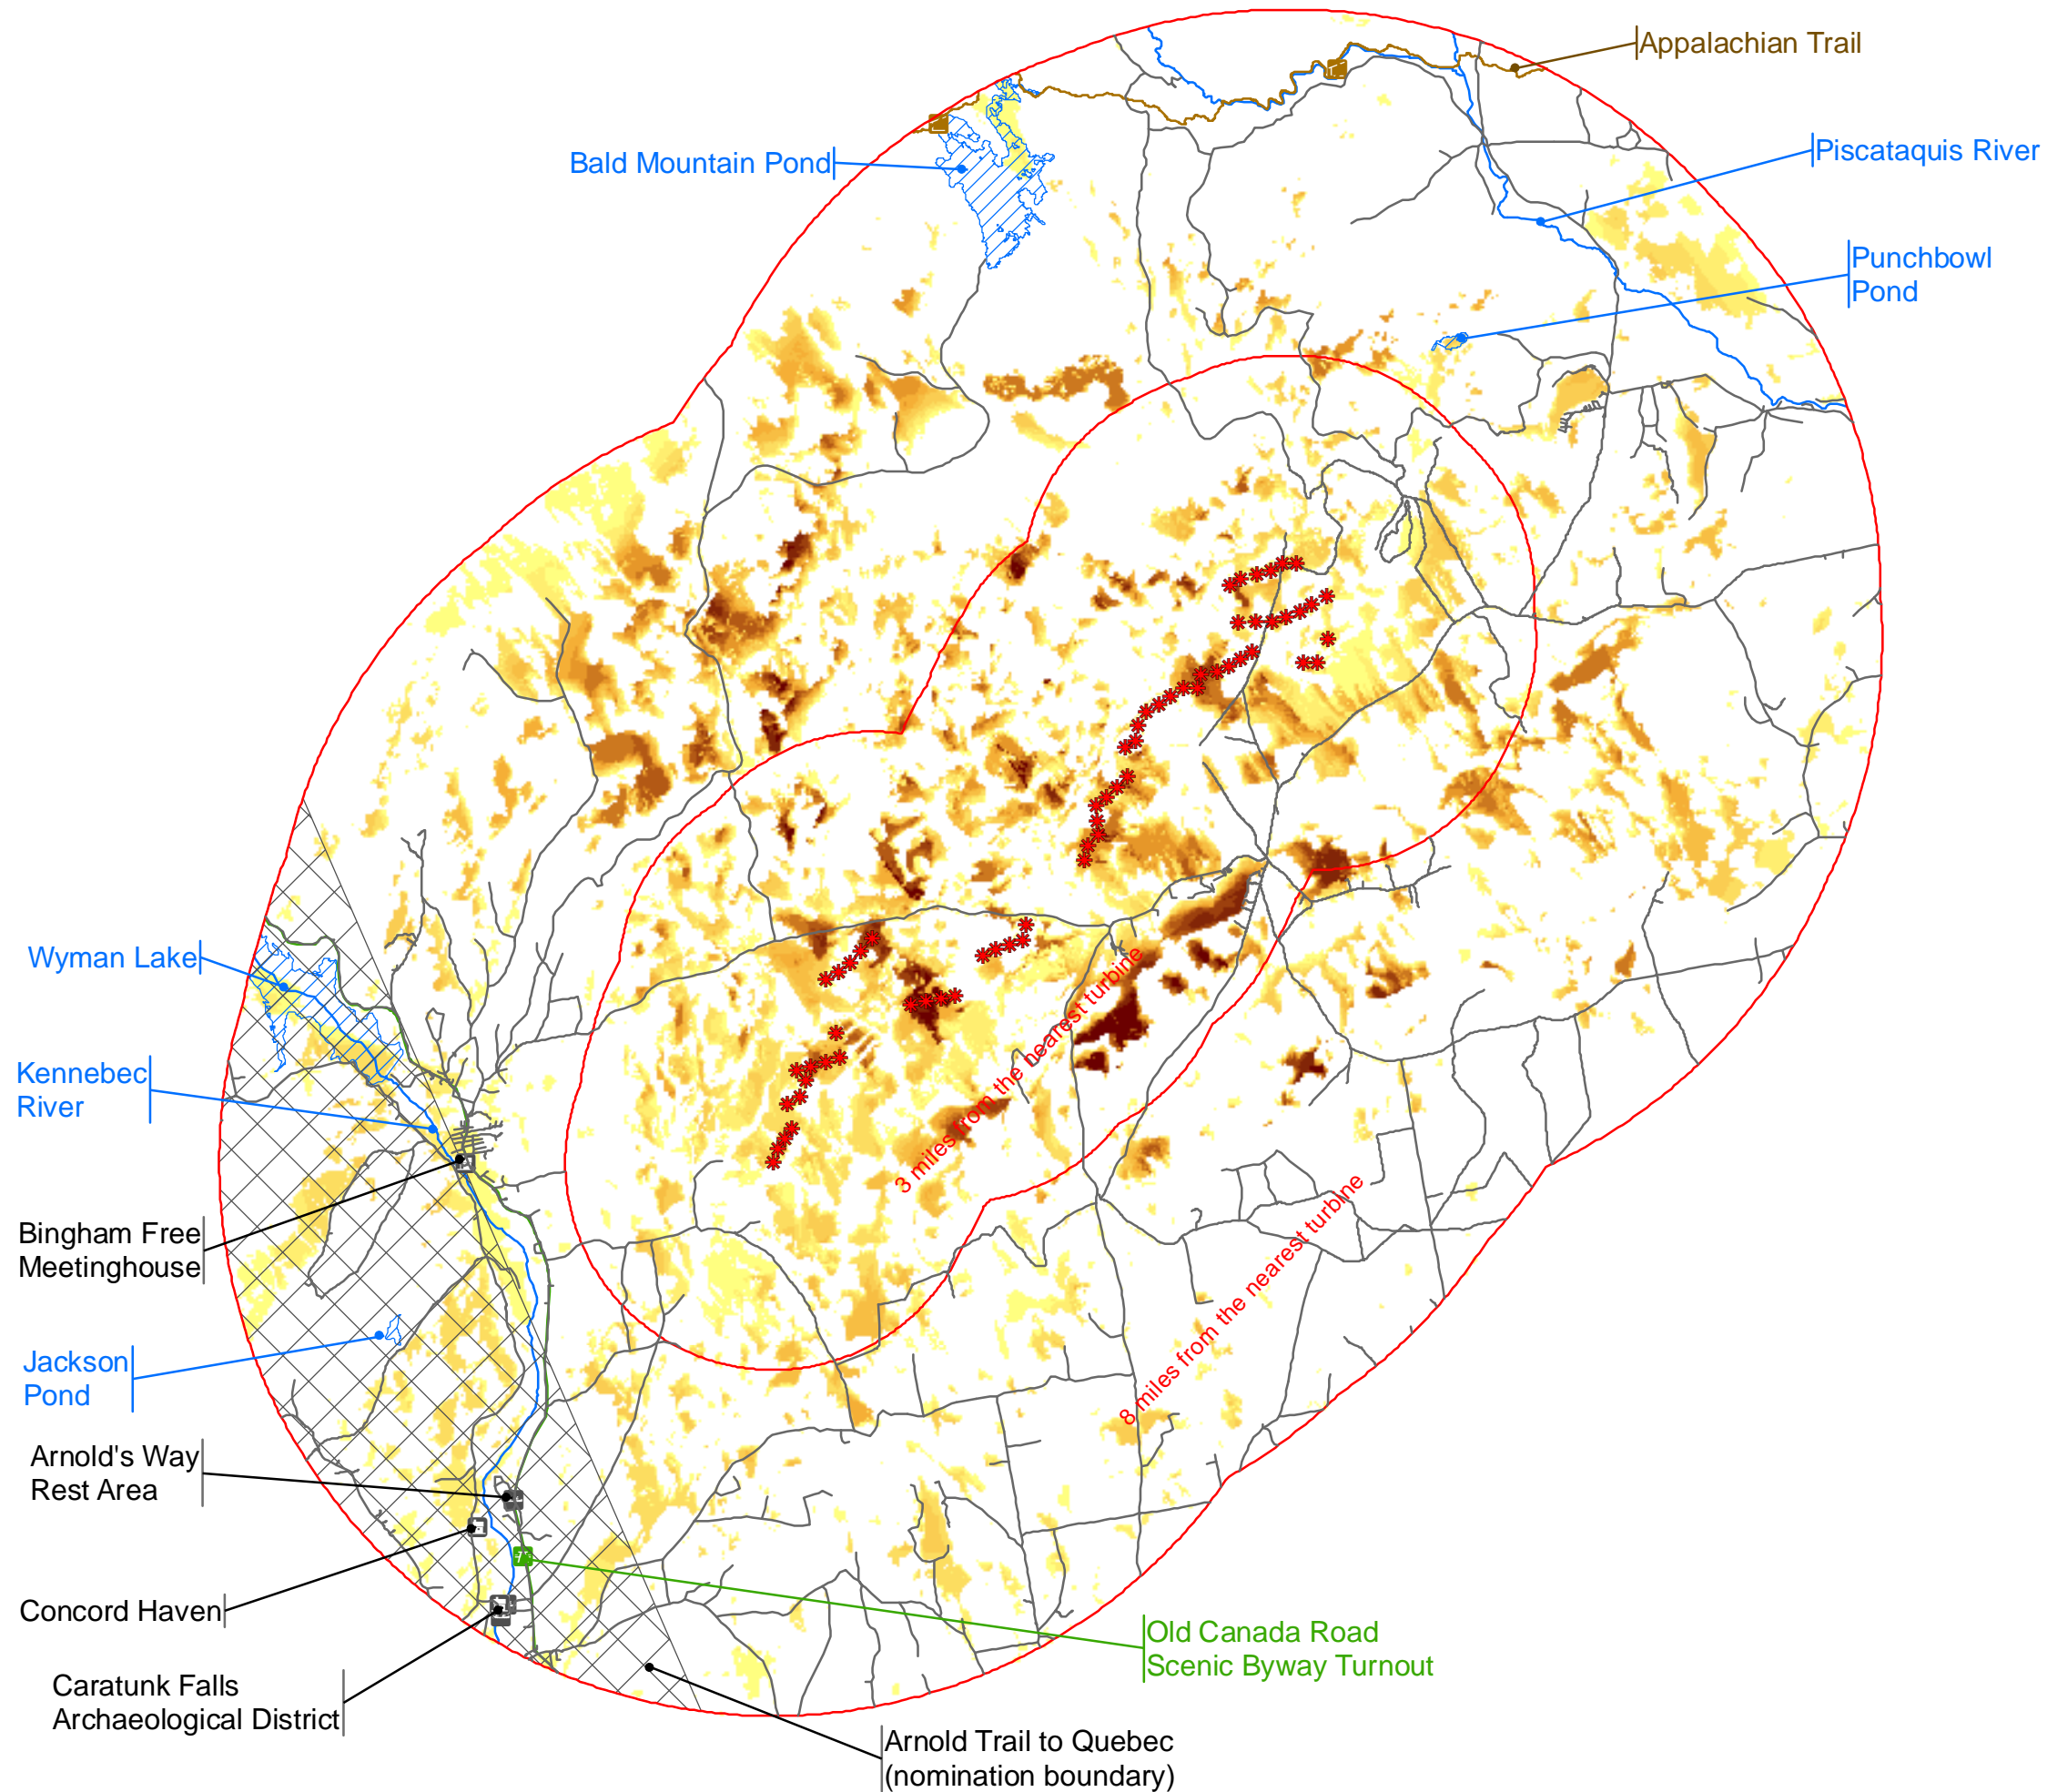 Appalachian Trail
Bald Mountain Pond
Piscataquis River
Punchbowl
Pond
Wyman Lake
Kennebec
River
3 miles from the nearest turbine
8 miles from the nearest turbine
Bingham Free
Meetinghouse
Jackson
Pond
Arnold's Way
Rest Area
Concord Haven
Old Canada Road
Scenic Byway Turnout
Caratunk Falls
Archaeological District
Arnold Trail to Quebec
(nomination boundary)